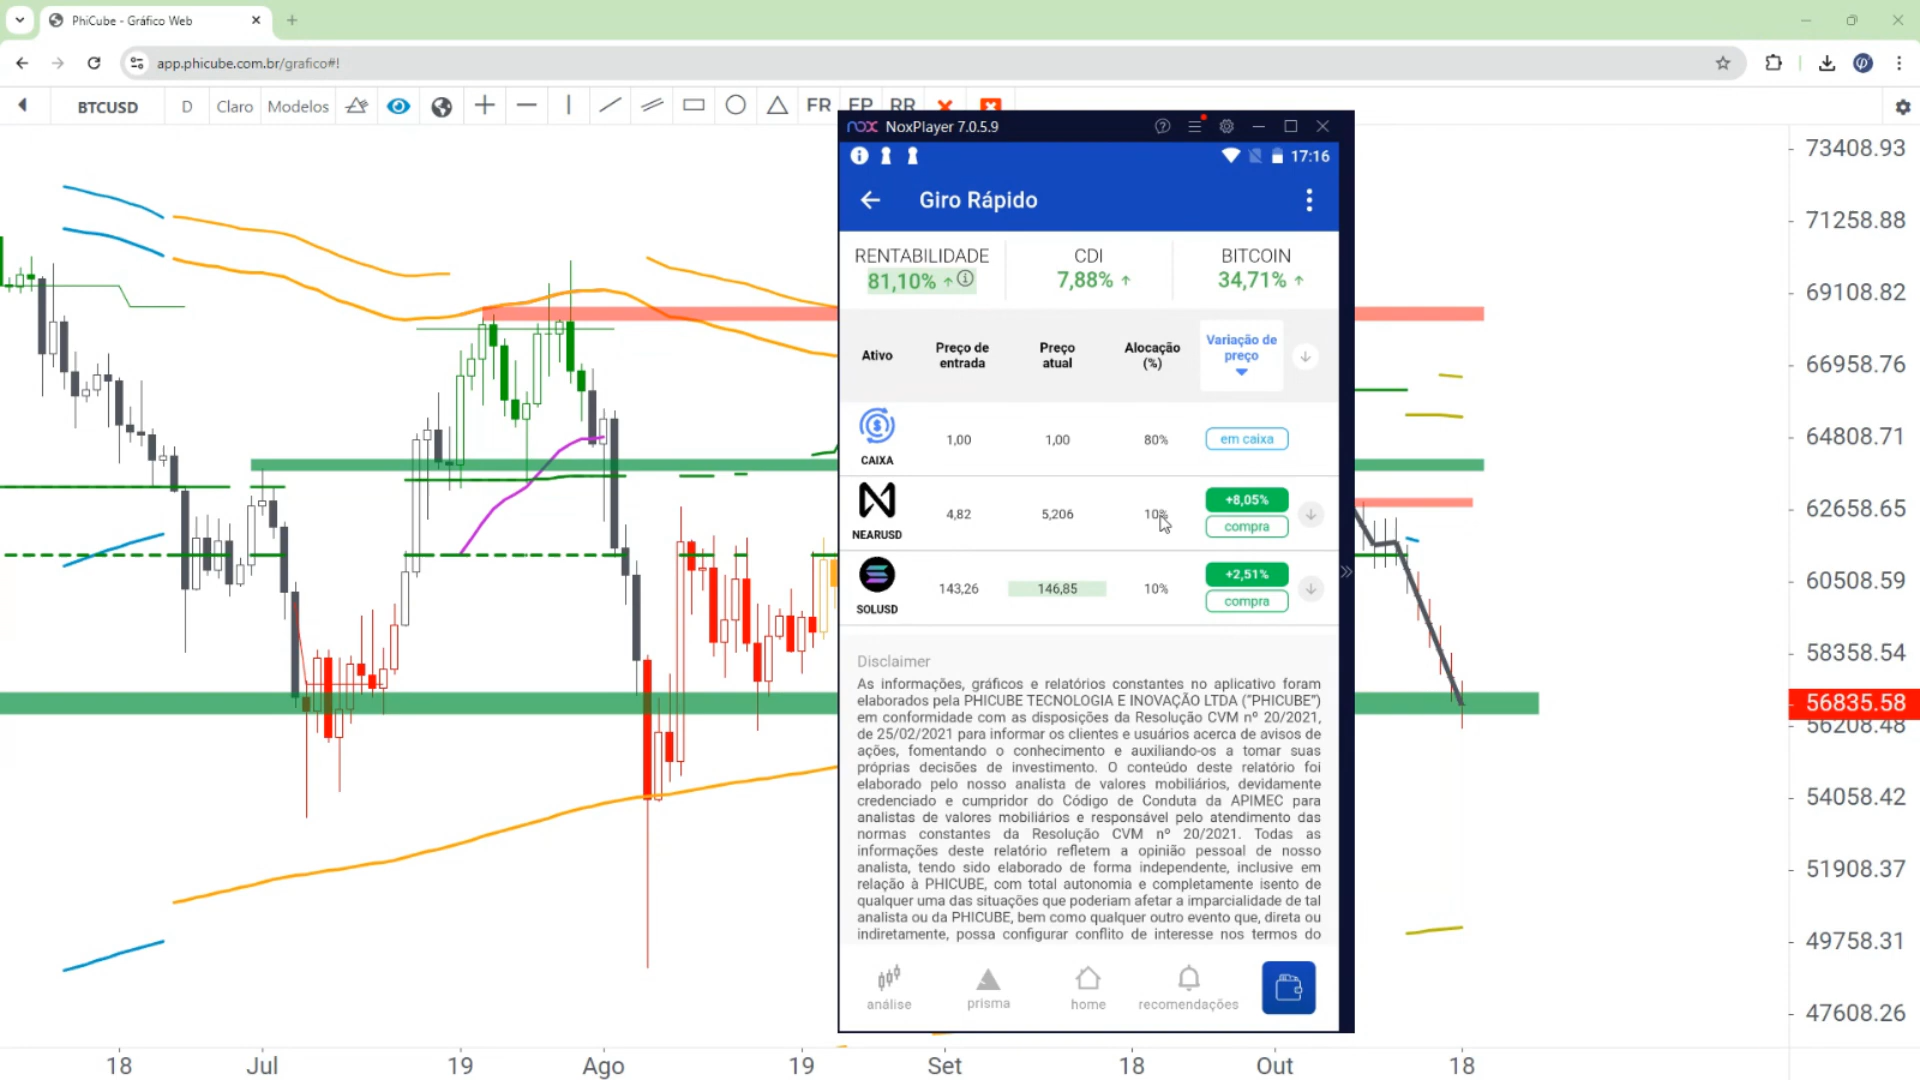 PhiCube - Gráfico Web
app.phicube.com.br/grafico#!
BTCUSD D Claro Modelos FR EP RR
nox NoxPlayer 7.0.5.9
17:16
Giro Rápido
RENTABILIDADE CDI BITCOIN
81,10% 7,88% 34,71%
Ativo Preço de entrada Preço atual Alocação (%) Variação de preço
CAIXA 1,00 1,00 80% em caixa
NEARUSD 4,82 5,206 10% +8,05% compra
SOLUSD 143,26 146,85 10% +2,51% compra
Disclaimer
As informações, gráficos e relatórios constantes no aplicativo foram
elaborados pela PHICUBE TECNOLOGIA E INOVAÇÃO LTDA ("PHICUBE")
em conformidade com as disposições da Resolução CVM nº 20/2021,
de 25/02/2021 para informar os clientes e usuários acerca de avisos de
ações, fomentando o conhecimento e auxiliando-os a tomar suas
próprias decisões de investimento. O conteúdo deste relatório foi
elaborado pelo nosso analista de valores mobiliários, devidamente
credenciado e cumpridor do Código de Conduta da APIMEC para
analistas de valores mobiliários e responsável pelo atendimento das
normas constantes da Resolução CVM nº 20/2021. Todas as
informações deste relatório refletem a opinião pessoal de nosso
analista, tendo sido elaborado de forma independente, inclusive em
relação à PHICUBE, com total autonomia e completamente isento de
qualquer uma das situações que poderiam afetar a imparcialidade de tal
analista ou da PHICUBE, bem como qualquer outro evento que, direta ou
indiretamente, possa configurar conflito de interesse nos termos do
análise prisma home recomendações
73408.93
71258.88
69108.82
66958.76
64808.71
62658.65
60508.59
58358.54
56835.58
56208.48
54058.42
51908.37
49758.31
47608.26
18 Jul 19 Ago 19 Set 18 Out 18